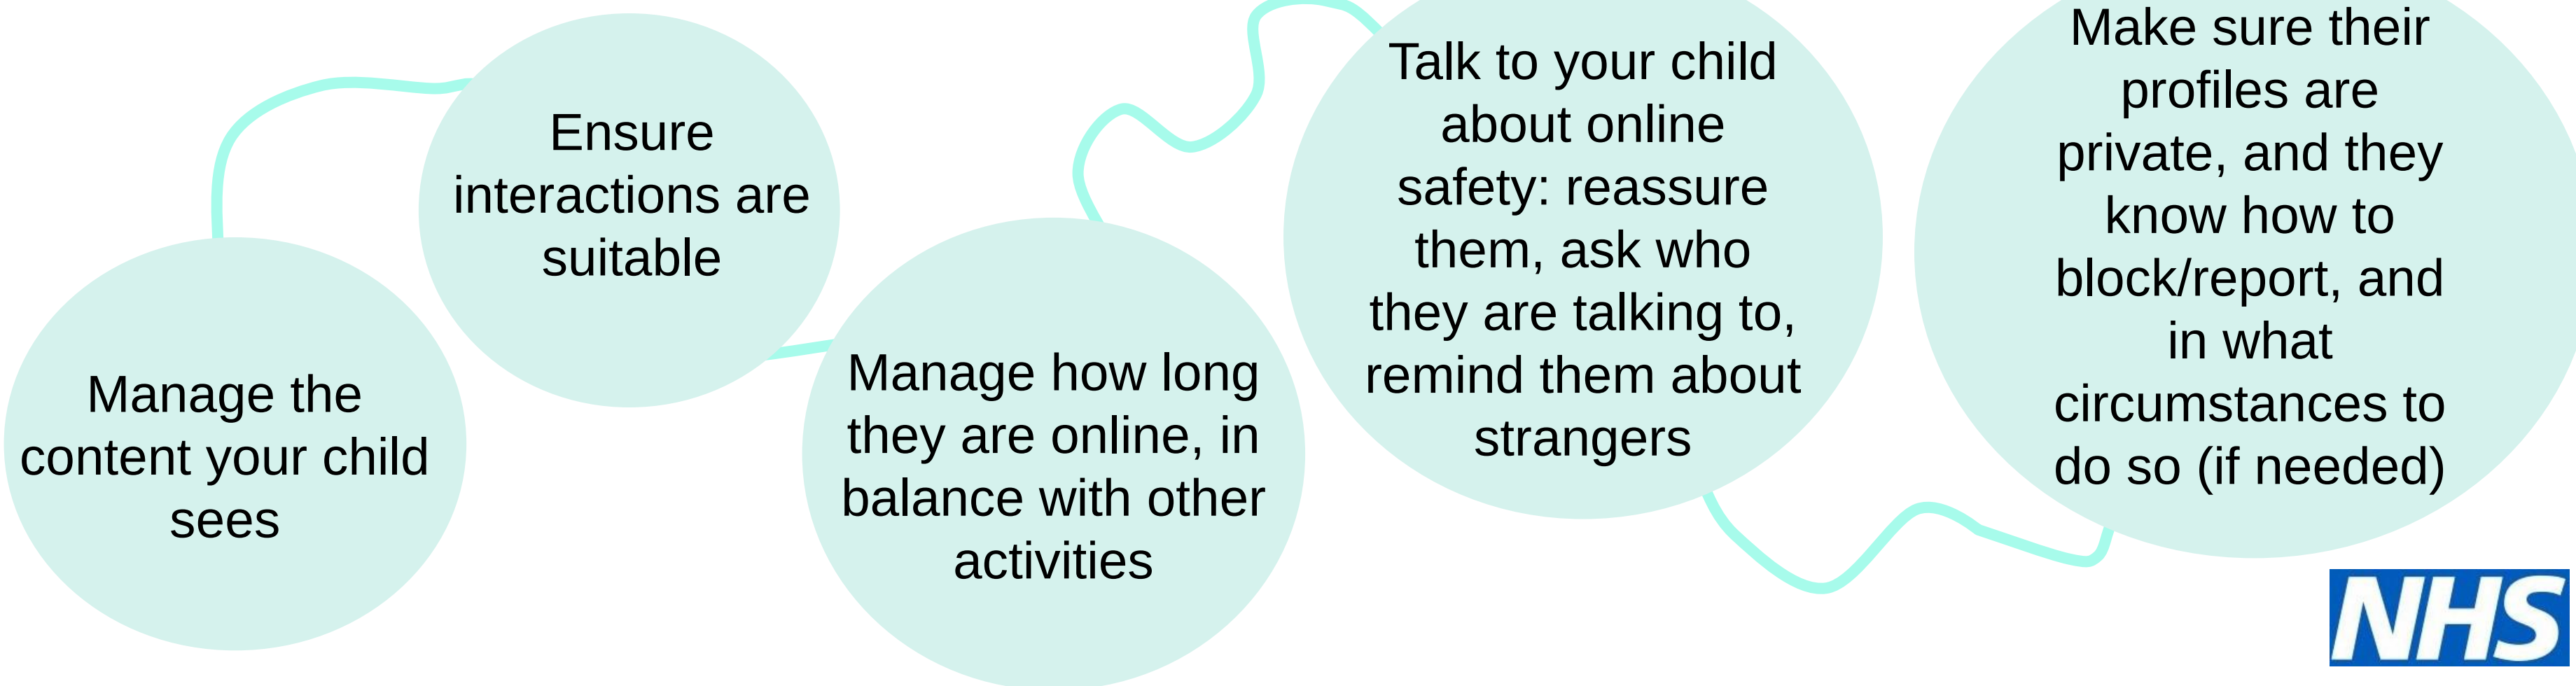 Manage the
content your child
sees
Ensure
interactions are
suitable
Manage how long
they are online, in
balance with other
activities
Talk to your child
about online
safety: reassure
them, ask who
they are talking to,
remind them about
strangers
Make sure their
profiles are
private, and they
know how to
block/report, and
in what
circumstances to
do so (if needed)
NHS